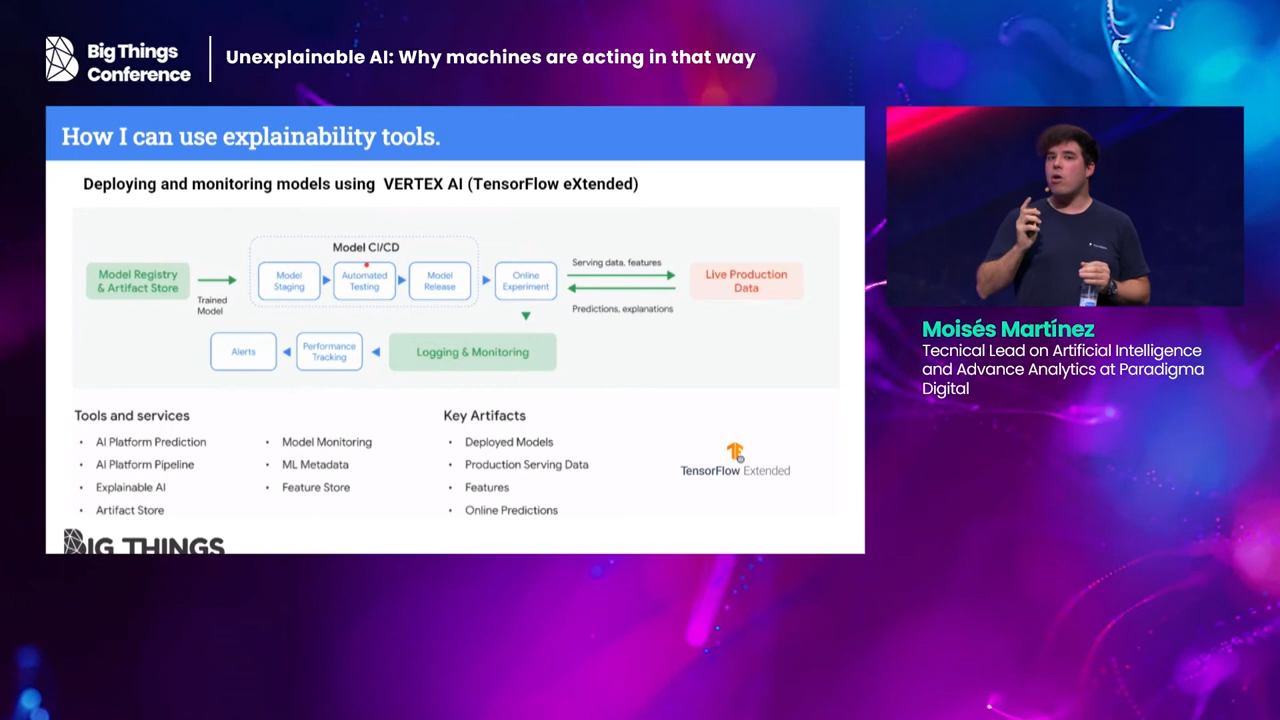 Big Things
Conference
Unexplainable AI: Why machines are acting in that way
How I can use explainability tools.
Deploying and monitoring models using VERTEX AI (TensorFlow eXtended)
Model CI/CD
Model Registry
& Artifact Store
Trained
Model
Model
Staging
Automated
Testing
Model
Release
Online
Experiment
Serving data, features
Predictions, explanations
Live Production
Data
Alerts
Performance
Tracking
Logging & Monitoring
Tools and services
• AI Platform Prediction
• AI Platform Pipeline
• Explainable AI
• Artifact Store
• Model Monitoring
• ML Metadata
• Feature Store
Key Artifacts
• Deployed Models
• Production Serving Data
• Features
• Online Predictions
TensorFlow Extended
BIG THINGS
Moisés Martínez
Tecnical Lead on Artificial Intelligence
and Advance Analytics at Paradigma
Digital